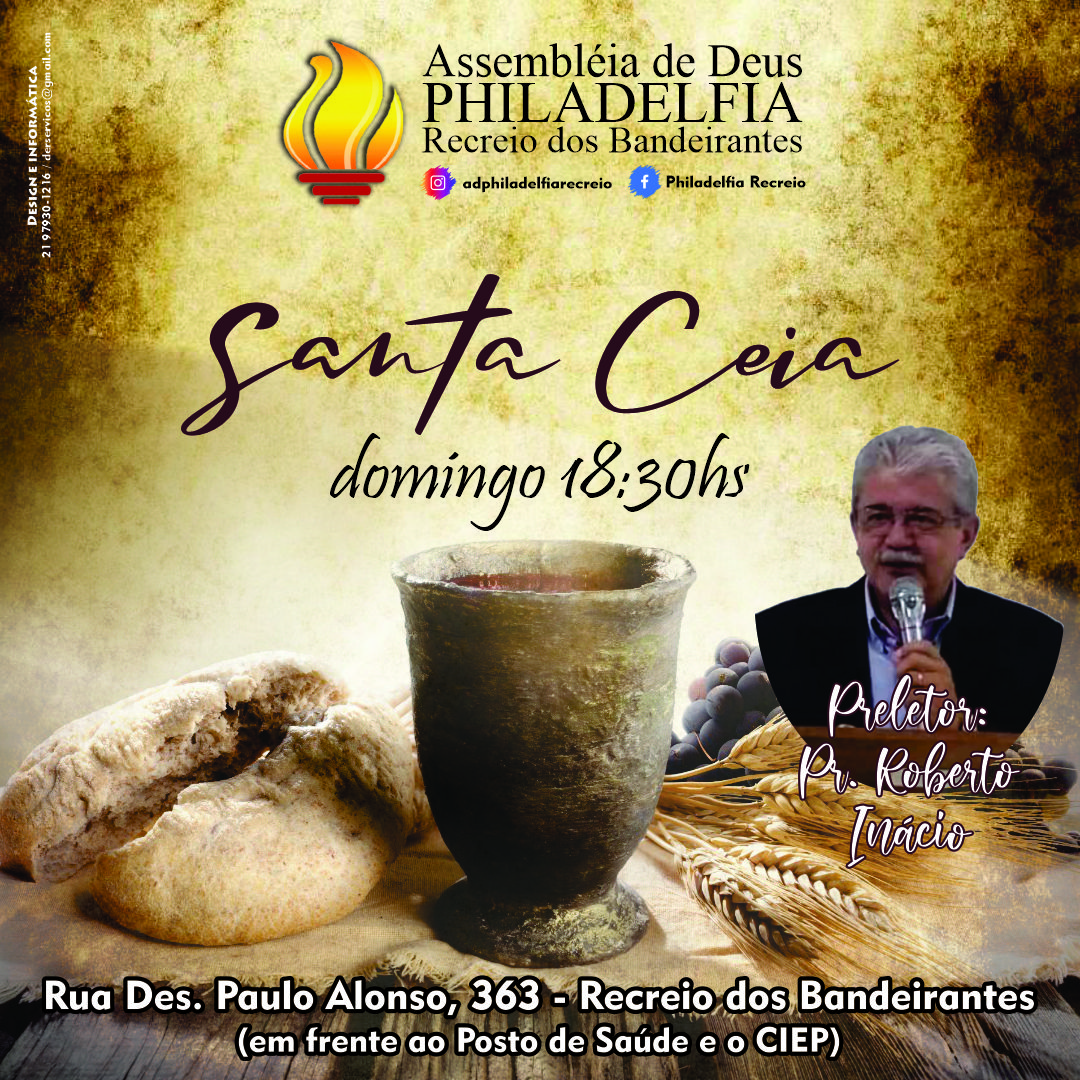 Assembléia de Deus
PHILADELFIA
Recreio dos Bandeirantes
adphiladelfiarecreio
Philadelfia Recreio
DESIGN E INFORMÁTICA
21 97930-1216 / derservicos@gmail.com
Santa Ceia
domingo 18:30hs
Preletor:
Pr. Roberto
Inácio
Rua Des. Paulo Alonso, 363 - Recreio dos Bandeirantes
(em frente ao Posto de Saúde e o CIEP)